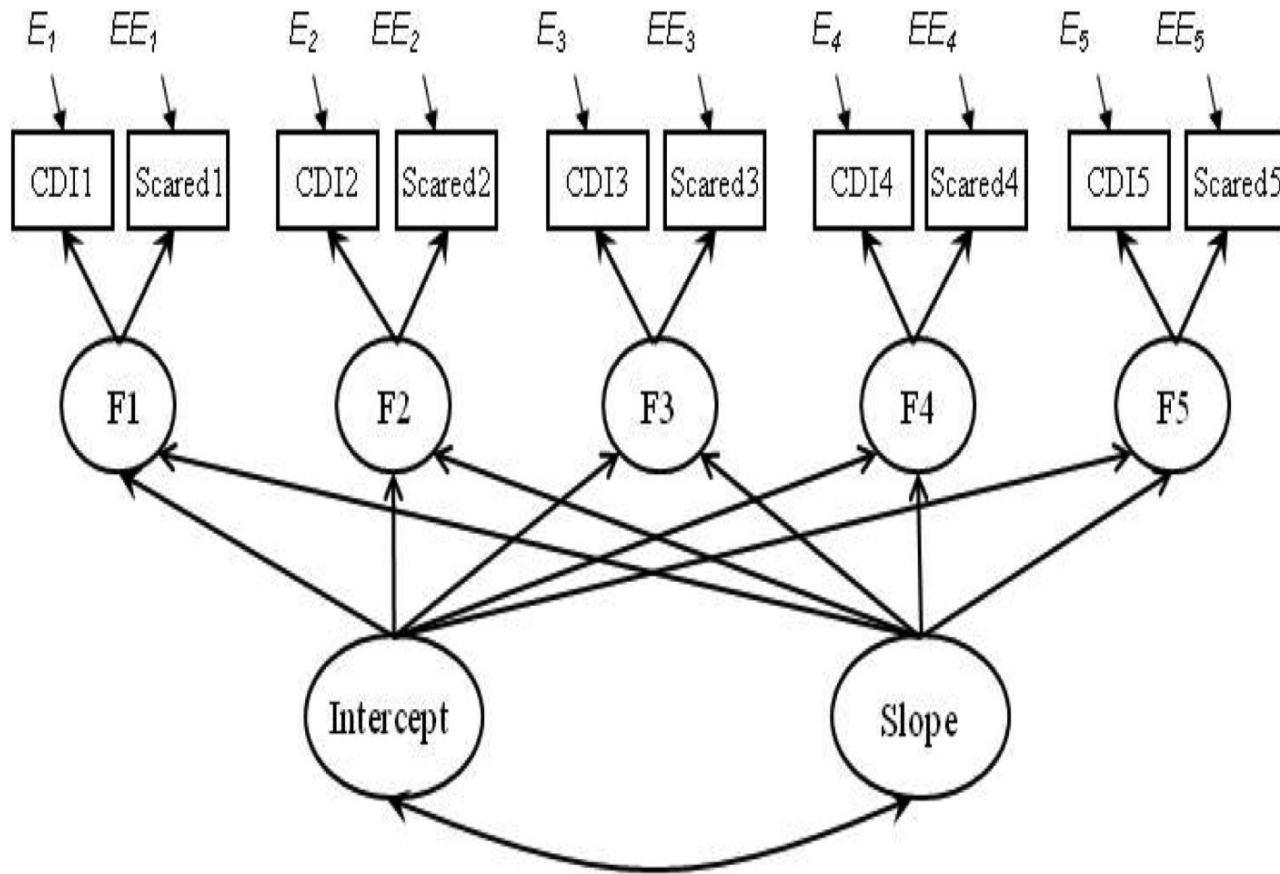 E1 EE1 E2 EE2 E3 EE3 E4 EE4 E5 EE5
CDI1 Scared1 CDI2 Scared2 CDI3 Scared3 CDI4 Scared4 CDI5 Scared5
F1 F2 F3 F4 F5
Intercept Slope